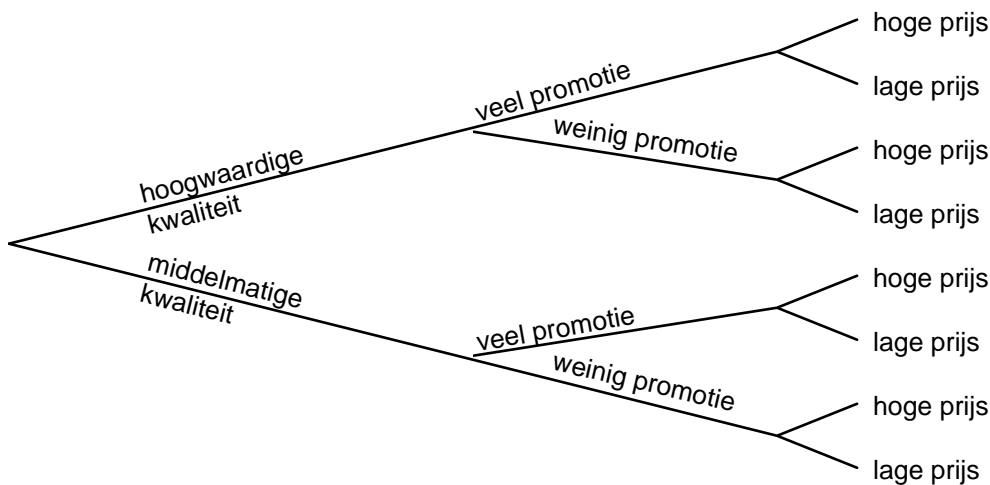 hoge prijs
veel promotie
lage prijs
weinig promotie
hoge prijs
hoogwaardige
kwaliteit
lage prijs
middelmatige
kwaliteit
hoge prijs
veel promotie
lage prijs
weinig promotie
hoge prijs
lage prijs